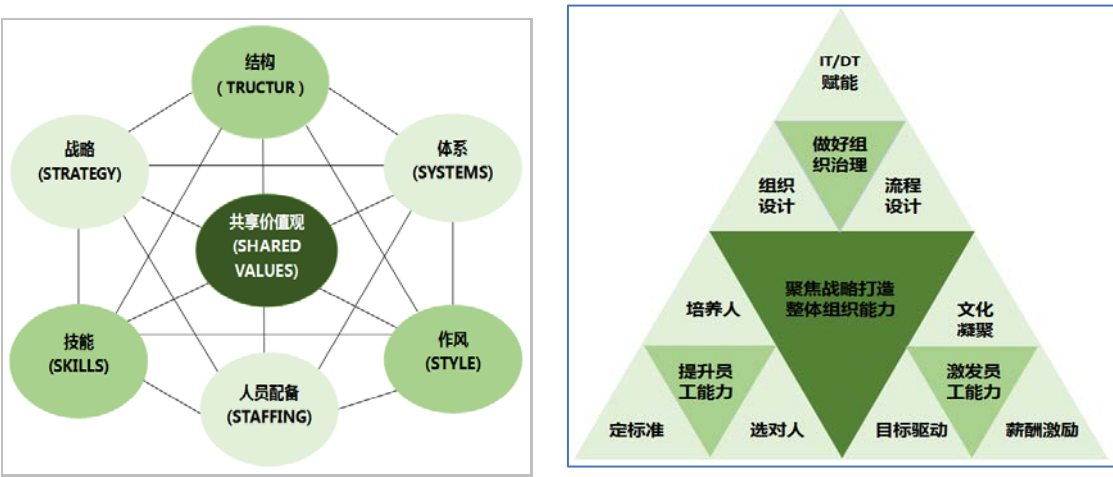 结构
( TRUCTUR )
战略
(STRATEGY)
体系
(SYSTEMS)
共享价值观
(SHARED
VALUES)
技能
(SKILLS)
作风
(STYLE)
人员配备
(STAFFING)
IT/DT
赋能
做好组
织治理
组织
设计
流程
设计
聚焦战略打造
整体组织能力
培养人
文化
凝聚
提升员
工能力
激发员
工能力
定标准
选对人
目标驱动
薪酬激励